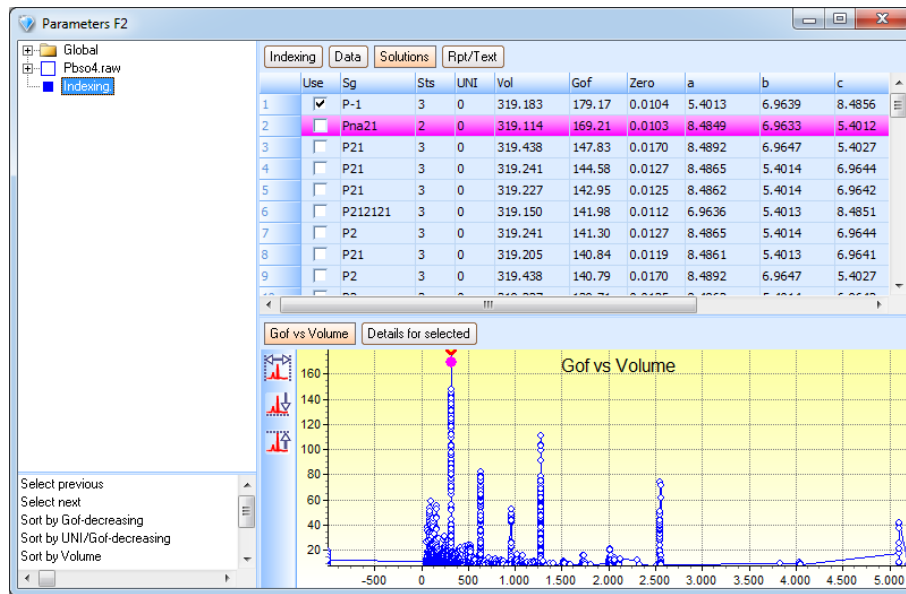 Parameters F2
Global
Pbso4.raw
Indexing.
Indexing Data Solutions Rpt/Text
Use Sg Sts UNI Vol Gof Zero a b c
1 P-1 3 0 319.183 179.17 0.0104 5.4013 6.9639 8.4856
2 Pna21 2 0 319.114 169.21 0.0103 8.4849 6.9633 5.4012
3 P21 3 0 319.438 147.83 0.0170 8.4892 6.9647 5.4027
4 P21 3 0 319.241 144.58 0.0127 8.4865 5.4014 6.9644
5 P21 3 0 319.227 142.95 0.0125 8.4862 5.4014 6.9642
6 P212121 3 0 319.150 141.98 0.0112 6.9636 5.4013 8.4851
7 P2 3 0 319.241 141.30 0.0127 8.4865 5.4014 6.9644
8 P21 3 0 319.205 140.84 0.0119 8.4861 5.4013 6.9641
9 P2 3 0 319.438 140.79 0.0170 8.4892 6.9647 5.4027
Gof vs Volume Details for selected
Gof vs Volume
160
140
120
100
80
60
40
20
-500 0 500 1.000 1.500 2.000 2.500 3.000 3.500 4.000 4.500 5.000
Select previous
Select next
Sort by Gof-decreasing
Sort by UNI/Gof-decreasing
Sort by Volume